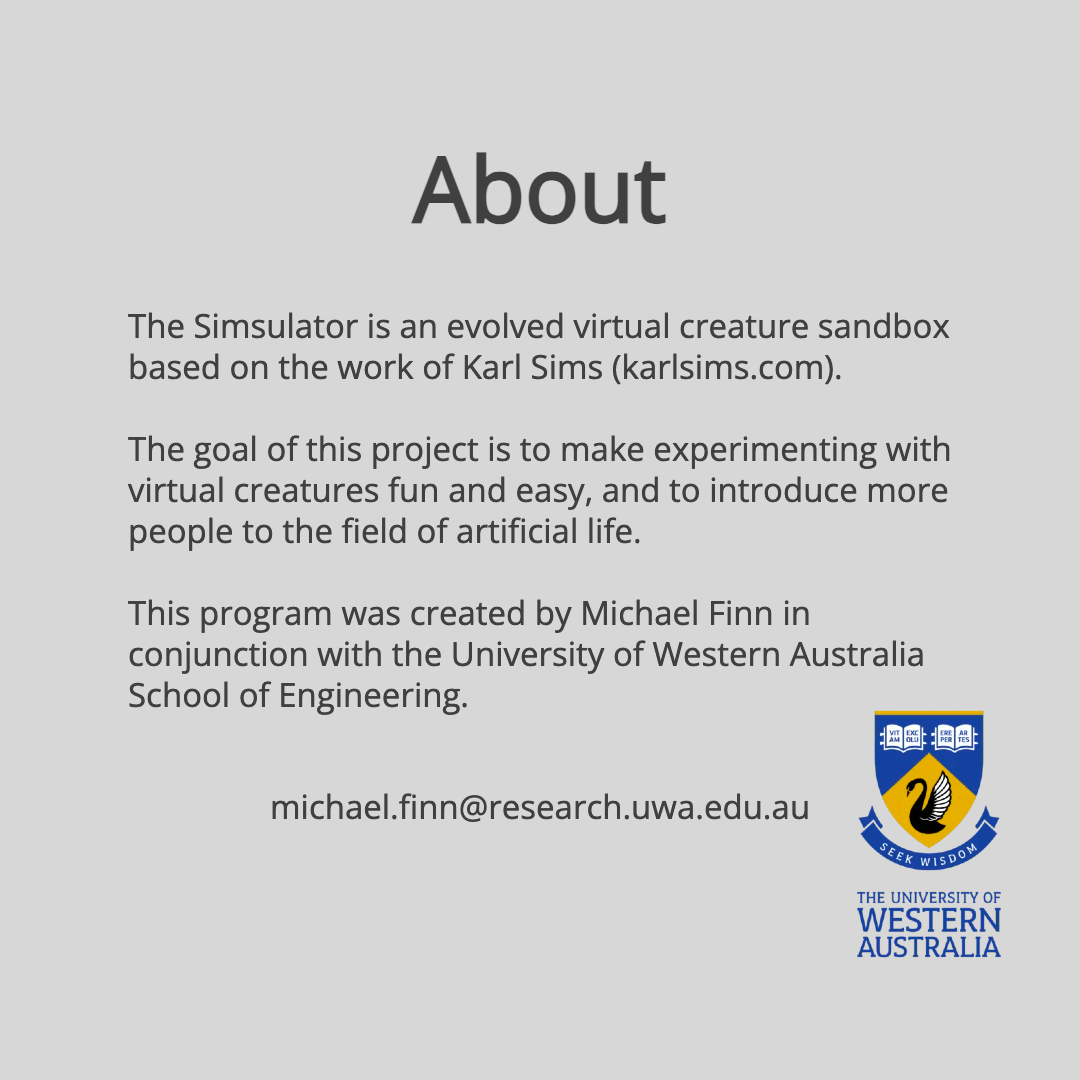 About
The Simsulator is an evolved virtual creature sandbox
based on the work of Karl Sims (karlsims.com).
The goal of this project is to make experimenting with
virtual creatures fun and easy, and to introduce more
people to the field of artificial life.
This program was created by Michael Finn in
conjunction with the University of Western Australia
School of Engineering.
michael.finn@research.uwa.edu.au
VIT EXC ERE AR
AM OLU PER TES
SEEK WISDOM
THE UNIVERSITY OF
WESTERN
AUSTRALIA